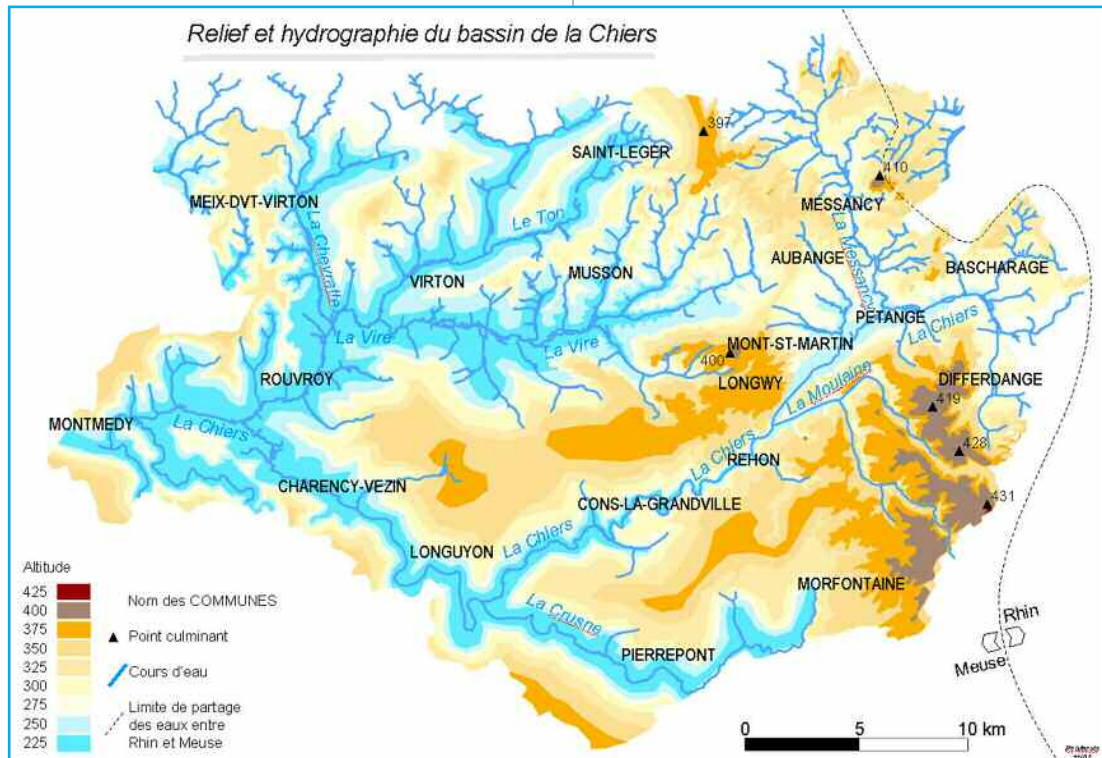 Relief et hydrographie du bassin de la Chiers
397
SAINT-LEGER
410
MEIX-DVT-VIRTON
MESSANCY
La Chevratte
Le Ton
La Messancy
AUBANGE
BASCHARAGE
VIRTON
MUSSON
PETANGE
La Chiers
La Vire
La Vire
MONT-ST-MARTIN
400
ROUVROY
LONGWY
La Moulaine
DIFFERDANGE
419
MONTMEDY
La Chiers
428
La Chiers
REHON
CHARENCY-VEZIN
431
CONS-LA-GRANDVILLE
LONGUYON
La Chiers
MORFONTAINE
La Crusne
PIERREPONT
Rhin
Meuse
Altitude
425
400
375
350
325
300
275
250
225
Nom des COMMUNES
Point culminant
Cours d'eau
Limite de partage
des eaux entre
Rhin et Meuse
0 5 10 km